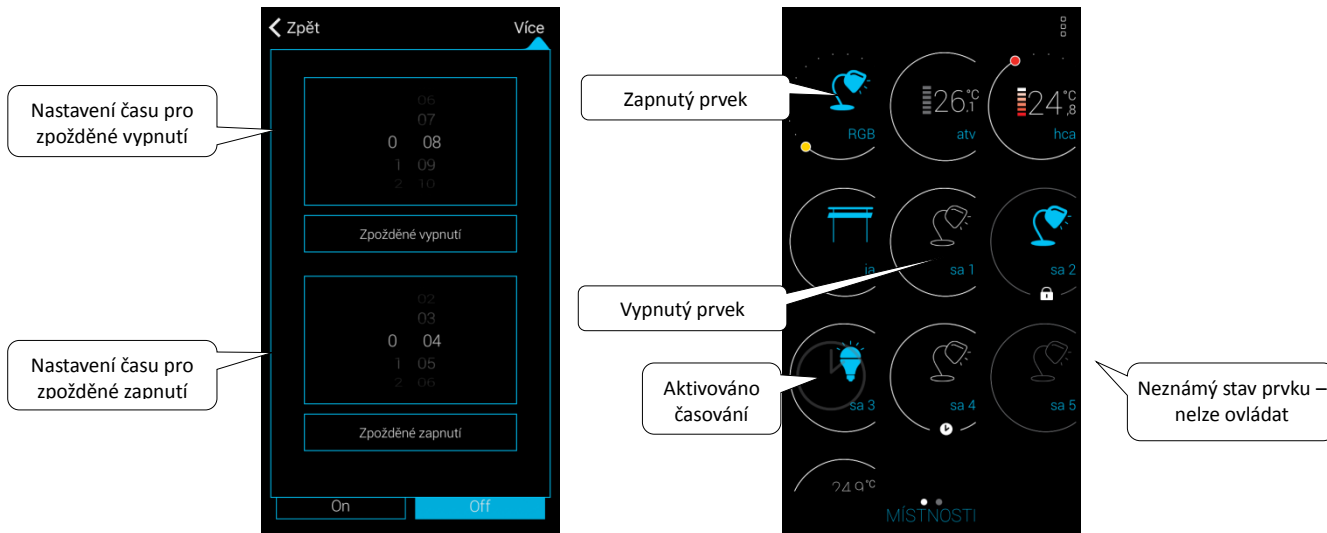 Nastavení času pro
zpožděné vypnutí
Nastavení času pro
zpožděné zapnutí
Zpět
Více
06
07
0 08
1 09
2 10
Zpožděné vypnutí
02
03
0 04
1 05
2 06
Zpožděné zapnutí
On
Off
Zapnutý prvek
Vypnutý prvek
Aktivováno
časování
RGB
26,1 °C
atv
24,8 °C
hca
ja
sa 1
sa 2
sa 3
sa 4
sa 5
24,9 °C
MÍSTNOSTI
Neznámý stav prvku –
nelze ovládat